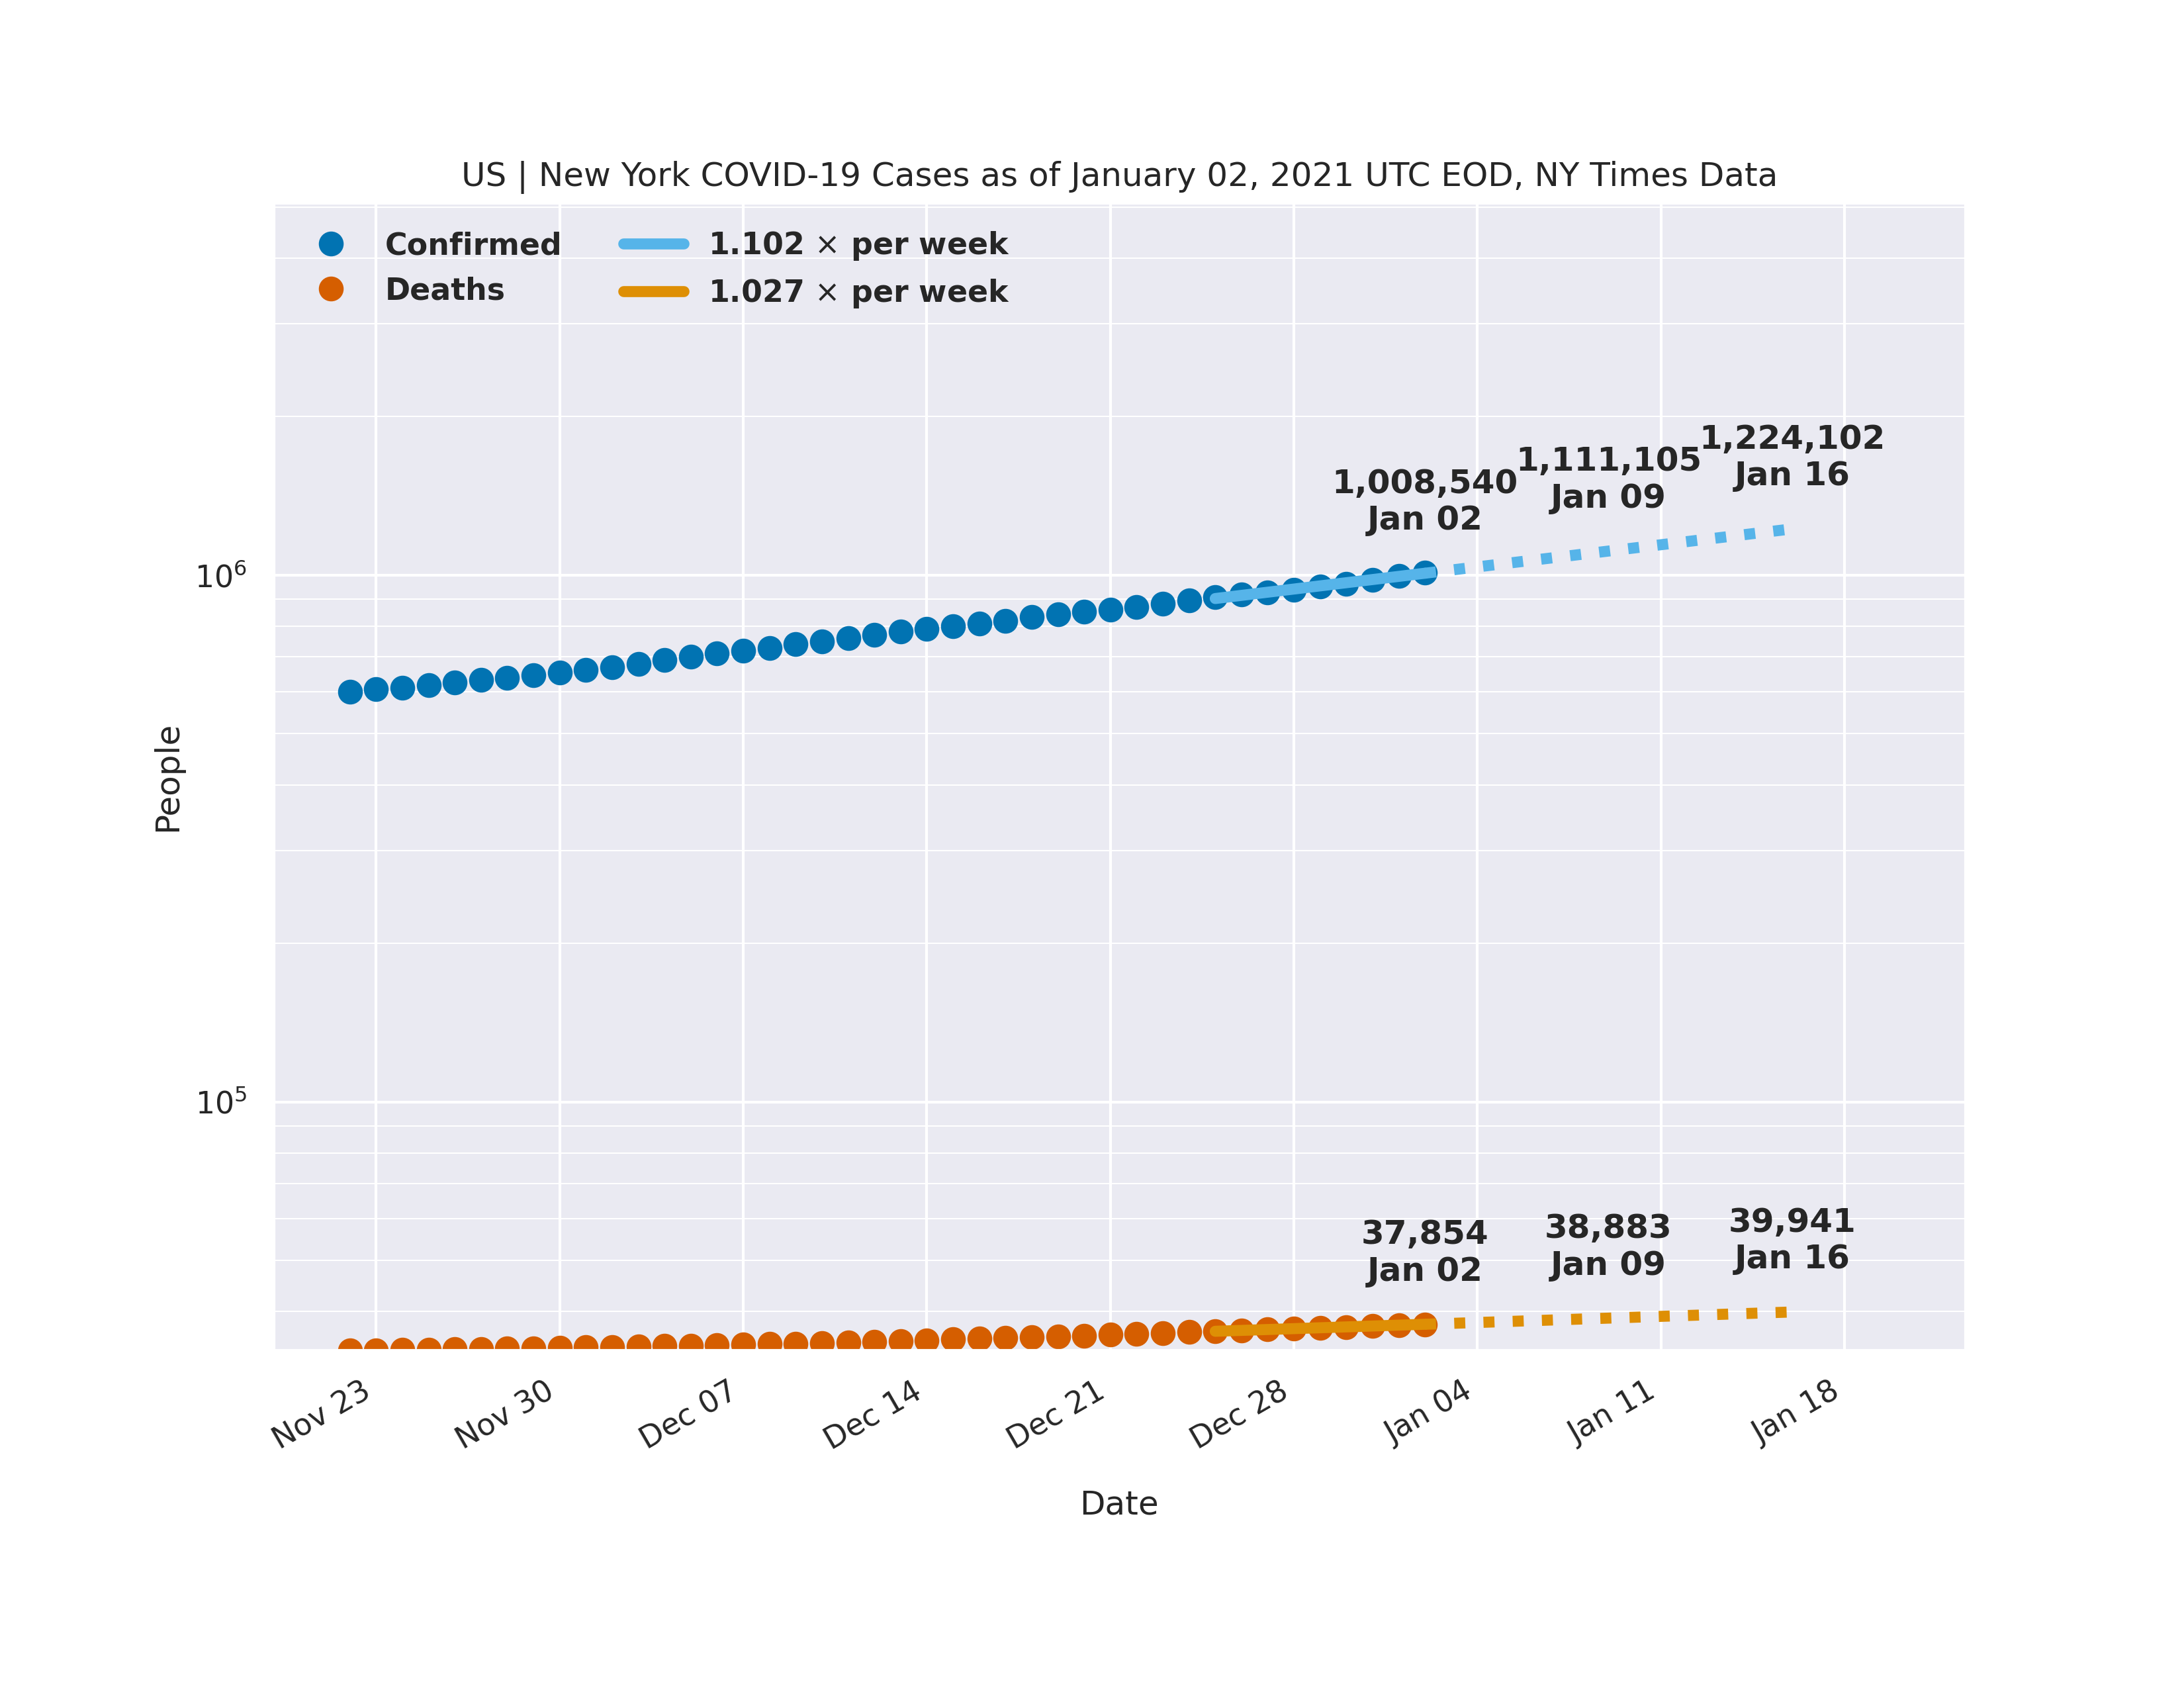 US | New York COVID-19 Cases as of January 02, 2021 UTC EOD, NY Times Data
Confirmed
Deaths
1.102 × per week
1.027 × per week
1,008,540
Jan 02
1,111,105
Jan 09
1,224,102
Jan 16
10⁶
10⁵
People
37,854
Jan 02
38,883
Jan 09
39,941
Jan 16
Nov 23
Nov 30
Dec 07
Dec 14
Dec 21
Dec 28
Jan 04
Jan 11
Jan 18
Date